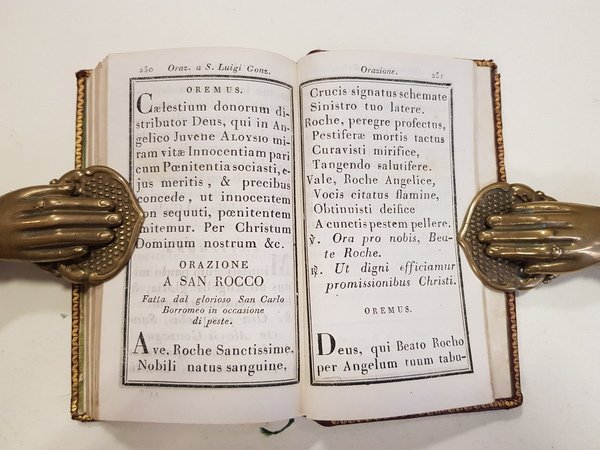 250 Oraz. a S. Luigi Gonz.
OREMUS.
Cælestium donorum di-
stributor Deus, qui in An-
gelico Juvene ALOYSIO mi-
ram vitæ Innocentiam pari
cum Pœnitentia sociasti, e-
jus meritis, & precibus
concede, ut innocentem
non sequuti, pœnitentem
imitemur. Per Christum
Dominum nostrum &c.
ORAZIONE
A SAN ROCCO
Fatta dal glorioso San Carlo
Borromeo in occasione
di peste.
Ave, Roche Sanctissime,
Nobili natus sanguine,
Orazione. 251
Crucis signatus schemate
Sinistro tuo latere.
Roche, peregre profectus,
Pestiferæ mortis tactus
Curavisti mirifice,
Tangendo salutifere.
Vale, Roche Angelice,
Vocis citatus flamine,
Obtinuisti deifice
A cunctis pestem pellere.
℣. Ora pro nobis, Bea-
te Roche.
℟. Ut digni efficiamur
promissionibus Christi.
OREMUS.
Deus, qui Beato Rocho
per Angelum tuum tabu-